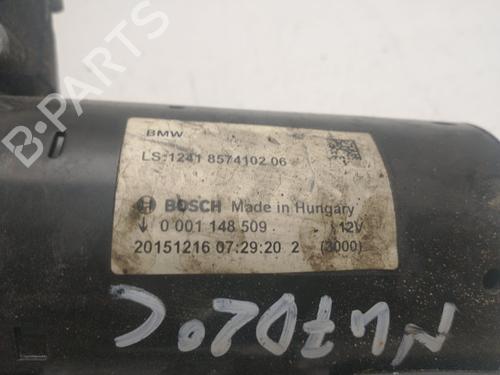 B-PARTS
BMW
LS:1241 8574102 06
BOSCH Made in Hungary
0 001 148 509 12V
20151216 07:29:20 2 (3000)
N47D20C